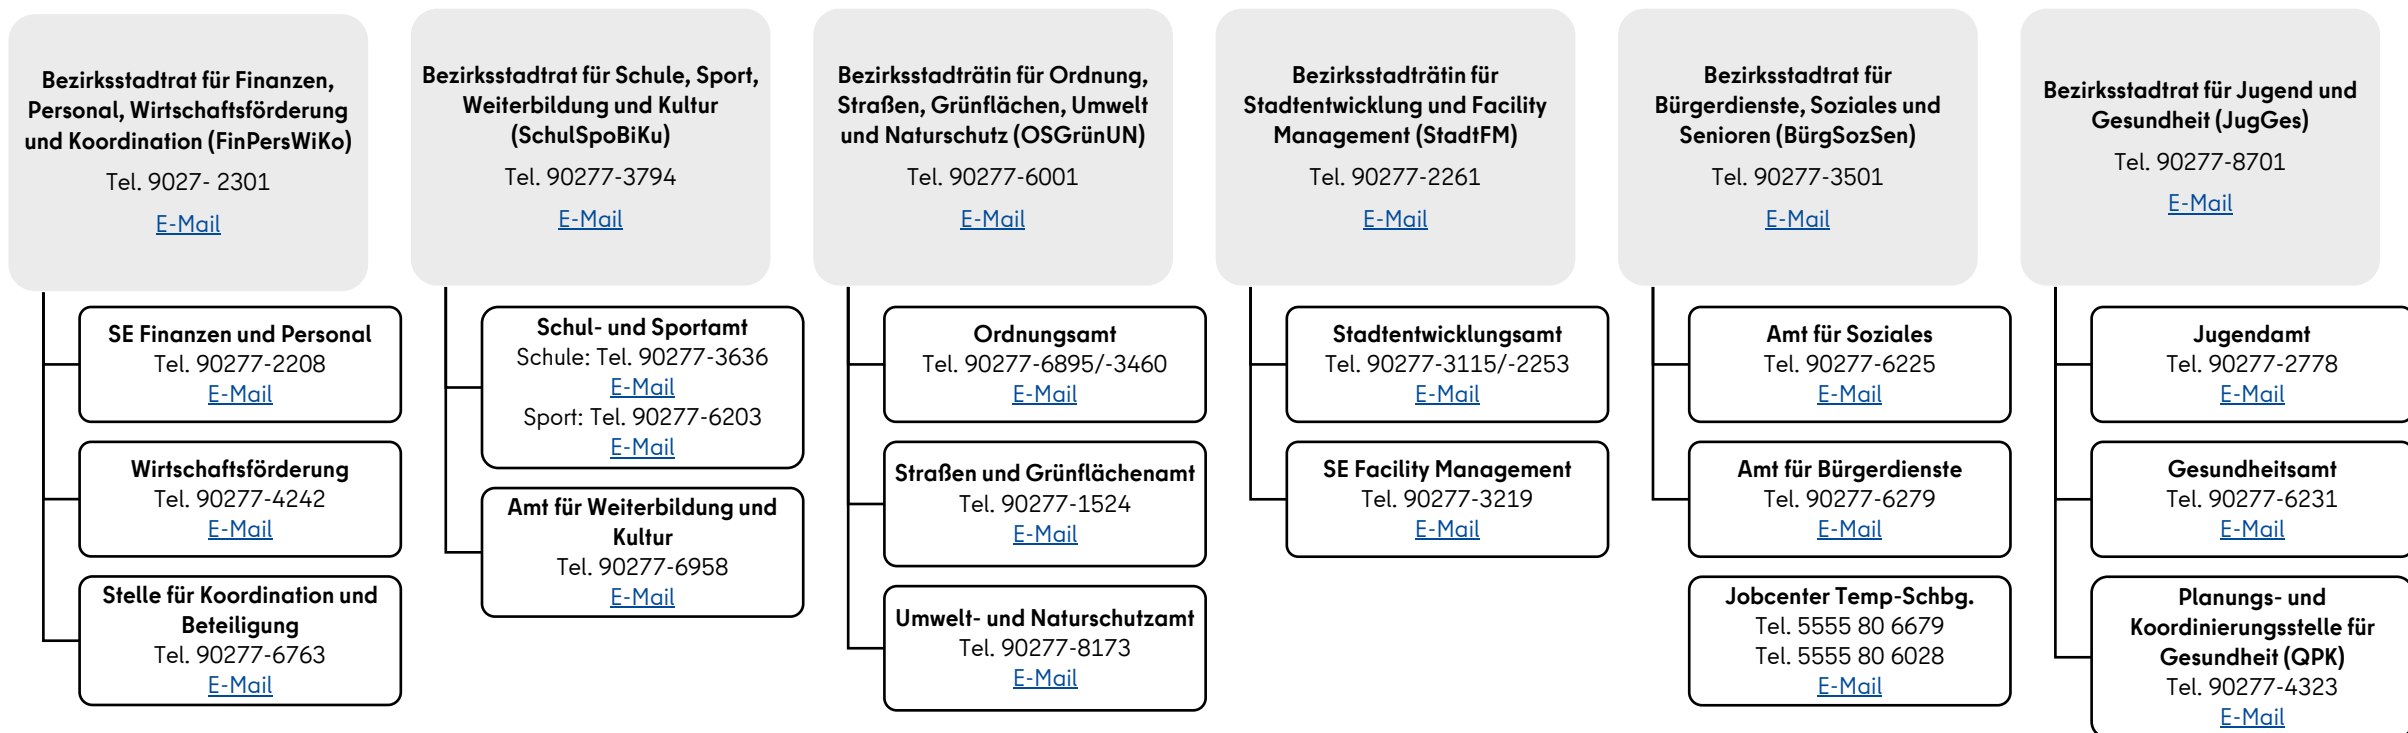 Bezirksstadtrat für Finanzen,
Personal, Wirtschaftsförderung
und Koordination (FinPersWiKo)
Tel. 9027- 2301
E-Mail
SE Finanzen und Personal
Tel. 90277-2208
E-Mail
Wirtschaftsförderung
Tel. 90277-4242
E-Mail
Stelle für Koordination und
Beteiligung
Tel. 90277-6763
E-Mail
Bezirksstadtrat für Schule, Sport,
Weiterbildung und Kultur
(SchulSpoBiKu)
Tel. 90277-3794
E-Mail
Schul- und Sportamt
Schule: Tel. 90277-3636
E-Mail
Sport: Tel. 90277-6203
E-Mail
Amt für Weiterbildung und
Kultur
Tel. 90277-6958
E-Mail
Bezirksstadträtin für Ordnung,
Straßen, Grünflächen, Umwelt
und Naturschutz (OSGrünUN)
Tel. 90277-6001
E-Mail
Ordnungsamt
Tel. 90277-6895/-3460
E-Mail
Straßen und Grünflächenamt
Tel. 90277-1524
E-Mail
Umwelt- und Naturschutzamt
Tel. 90277-8173
E-Mail
Bezirksstadträtin für
Stadtentwicklung und Facility
Management (StadtFM)
Tel. 90277-2261
E-Mail
Stadtentwicklungsamt
Tel. 90277-3115/-2253
E-Mail
SE Facility Management
Tel. 90277-3219
E-Mail
Bezirksstadtrat für
Bürgerdienste, Soziales und
Senioren (BürgSozSen)
Tel. 90277-3501
E-Mail
Amt für Soziales
Tel. 90277-6225
E-Mail
Amt für Bürgerdienste
Tel. 90277-6279
E-Mail
Jobcenter Temp-Schbg.
Tel. 5555 80 6679
Tel. 5555 80 6028
E-Mail
Bezirksstadtrat für Jugend und
Gesundheit (JugGes)
Tel. 90277-8701
E-Mail
Jugendamt
Tel. 90277-2778
E-Mail
Gesundheitsamt
Tel. 90277-6231
E-Mail
Planungs- und
Koordinierungsstelle für
Gesundheit (QPK)
Tel. 90277-4323
E-Mail